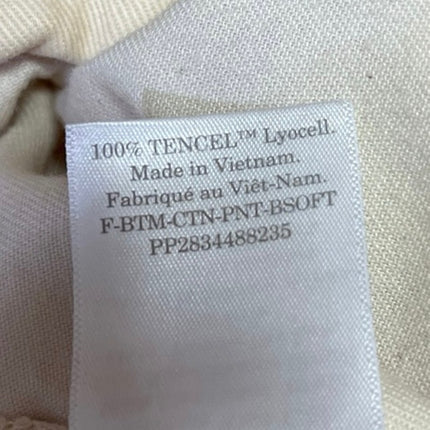 100% TENCEL™ Lyocell.
Made in Vietnam.
Fabriqué au Viêt-Nam.
F-BTM-CTN-PNT-BSOFT
PP2834488235